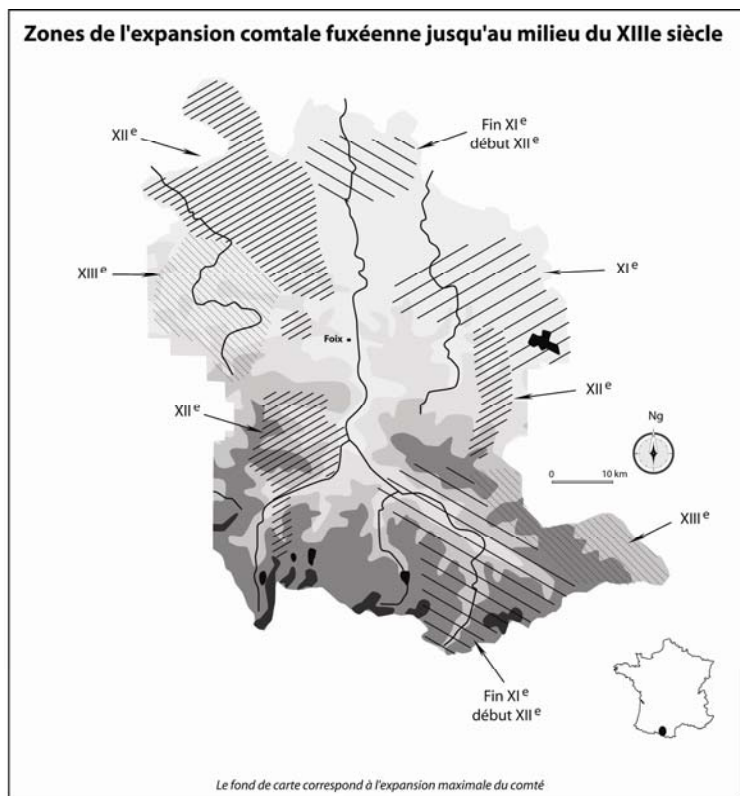 Zones de l'expansion comtale fuxéenne jusqu'au milieu du XIIIe siècle
Fin XIe
début XIIe
XIIe
XIe
XIIIe
Foix
XIIe
XIIe
Ng
0 10 km
XIIIe
Fin XIe
début XIIe
Le fond de carte correspond à l'expansion maximale du comté